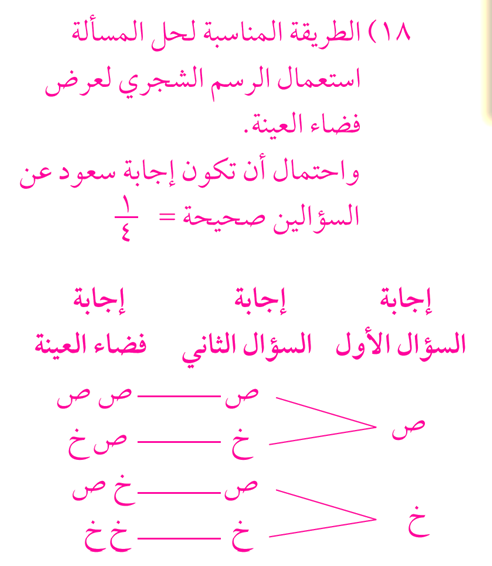 ١٨) الطريقة المناسبة لحل المسألة
استعمال الرسم الشجري لعرض
فضاء العينة.
واحتمال أن تكون إجابة سعود عن
السؤالين صحيحة = ١/٤
إجابة إجابة إجابة
السؤال الأول السؤال الثاني فضاء العينة
ص ص ص
ص
خ ص خ
ص خ ص
خ
خ خ خ